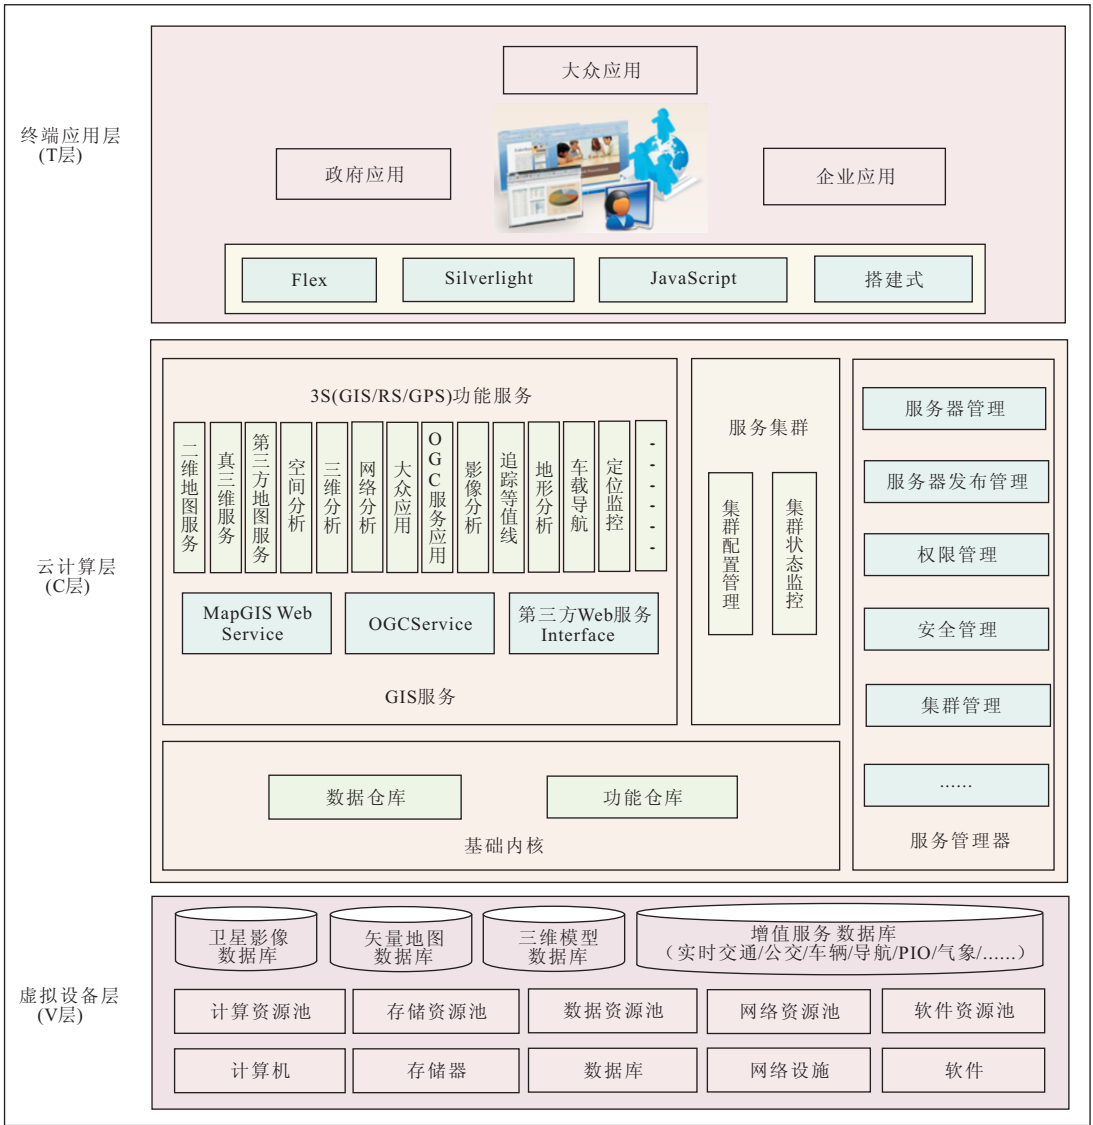 大众应用
终端应用层
(T层)
政府应用
企业应用
Flex
Silverlight
JavaScript
搭建式
云计算层
(C层)
3S(GIS/RS/GPS)功能服务
二维地图服务
真三维服务
第三方地图服务
空间分析
三维分析
网络分析
大众应用
OGC服务应用
影像分析
追踪等值线
地形分析
车载导航
定位监控
- - - - - -
MapGIS Web
Service
OGCService
第三方Web服务
Interface
GIS服务
服务集群
集群配置管理
集群状态监控
服务器管理
服务器发布管理
权限管理
安全管理
集群管理
......
服务管理器
数据仓库
功能仓库
基础内核
虚拟设备层
(V层)
卫星影像
数据库
矢量地图
数据库
三维模型
数据库
增值服务数据库
（实时交通/公交/车辆/导航/PIO/气象/......）
计算资源池
存储资源池
数据资源池
网络资源池
软件资源池
计算机
存储器
数据库
网络设施
软件